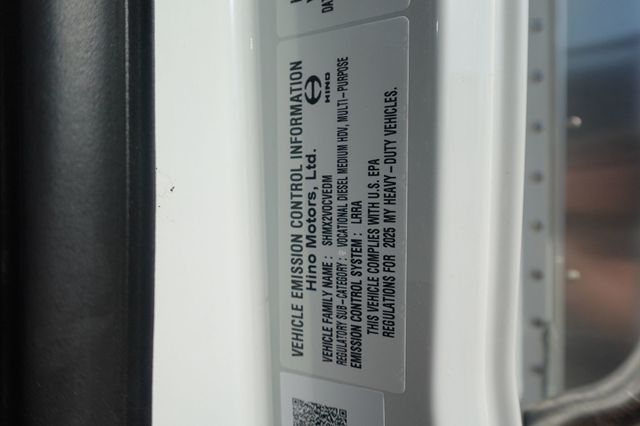 VEHICLE EMISSION CONTROL INFORMATION
Hino Motors, Ltd.
HINO
VEHICLE FAMILY NAME : SHMX2VOCVEDM
REGULATORY SUB-CATEGORY : VOCATIONAL DIESEL MEDIUM HDV, MULTI-PURPOSE
EMISSION CONTROL SYSTEM : LRRA
THIS VEHICLE COMPLIES WITH U.S. EPA
REGULATIONS FOR 2025 MY HEAVY-DUTY VEHICLES.